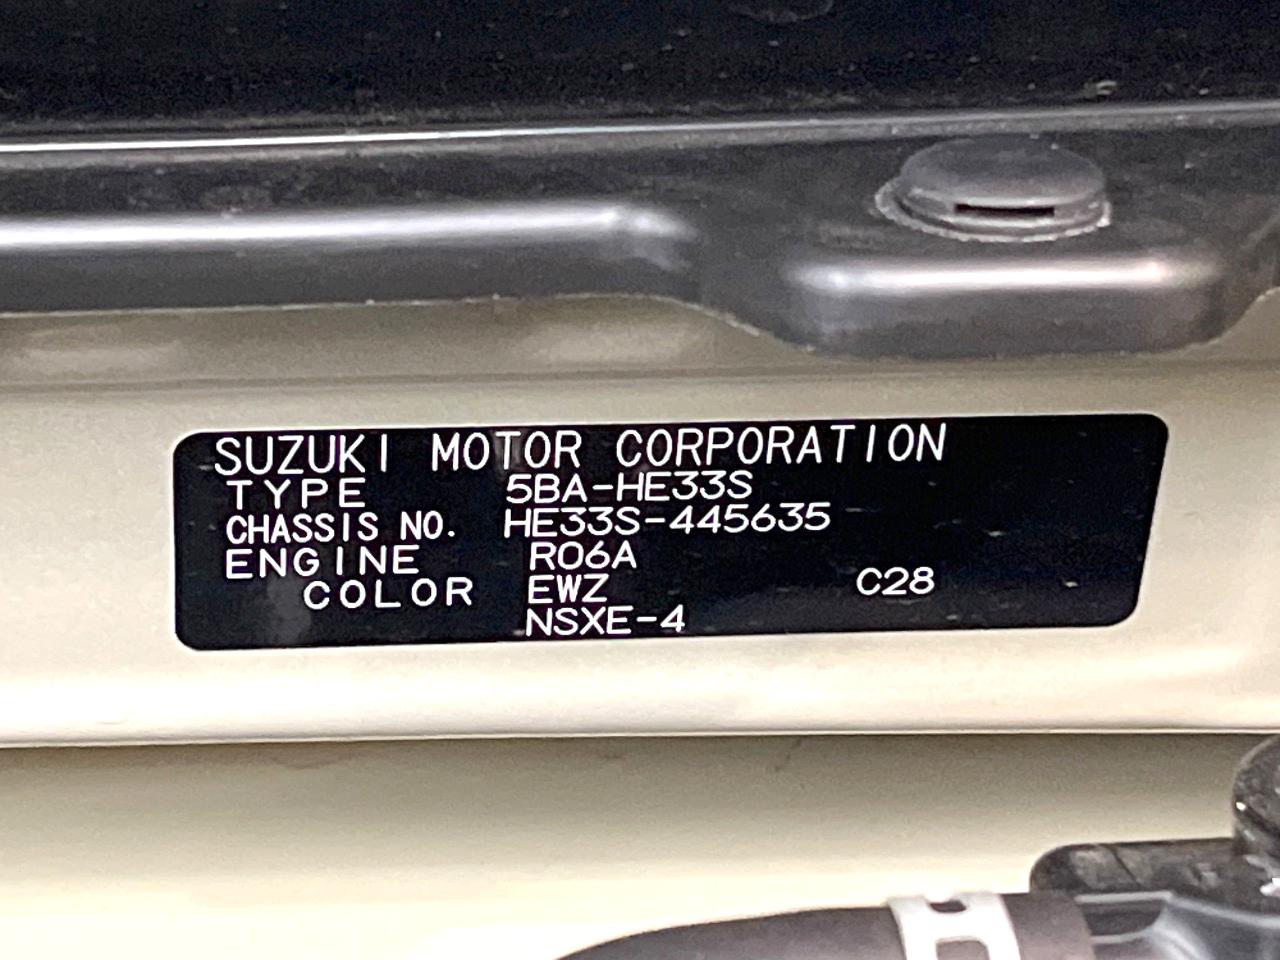 SUZUKI MOTOR CORPORATION
TYPE 5BA-HE33S
CHASSIS NO. HE33S-445635
ENGINE R06A
COLOR EWZ C28
NSXE-4